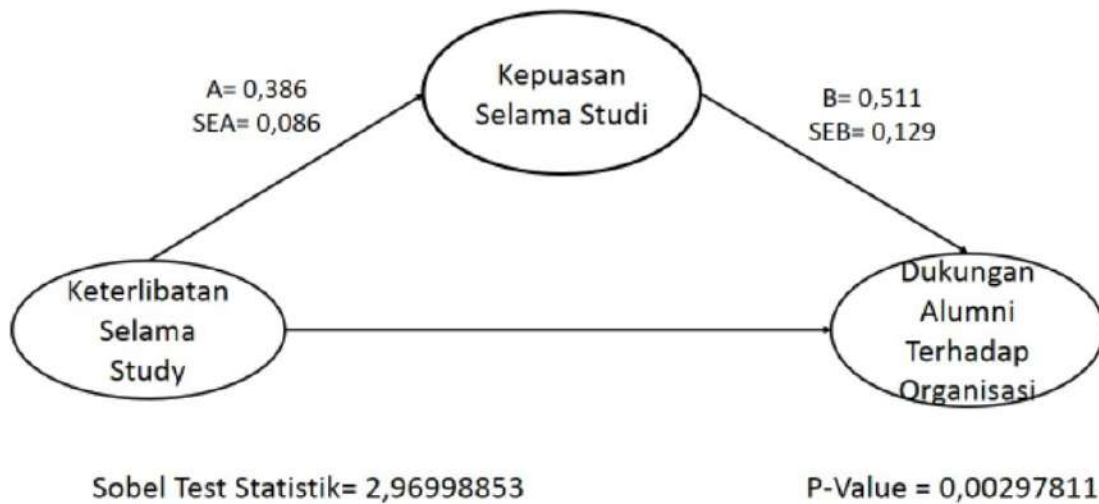 Kepuasan
Selama Studi
A= 0,386
SEA= 0,086
B= 0,511
SEB= 0,129
Keterlibatan
Selama
Study
Dukungan
Alumni
Terhadap
Organisasi
Sobel Test Statistik= 2,96998853
P-Value = 0,00297811